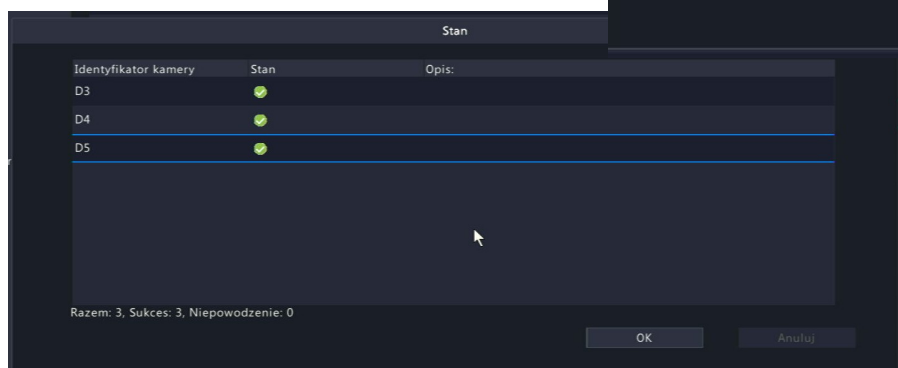 Stan
Identyfikator kamery Stan Opis:
D3
D4
D5
Razem: 3, Sukces: 3, Niepowodzenie: 0
OK Anuluj